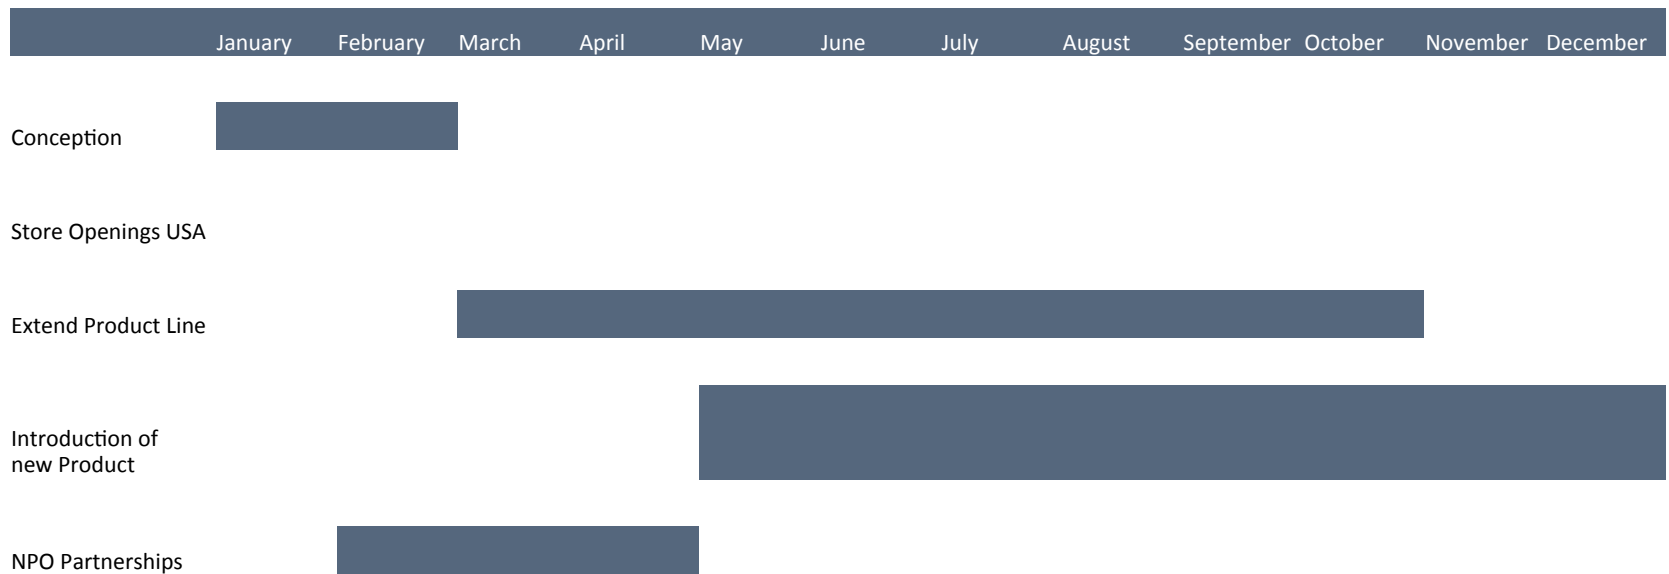 January February March April May June July August September October November December
Conception
Store Openings USA
Extend Product Line
Introduction of
new Product
NPO Partnerships